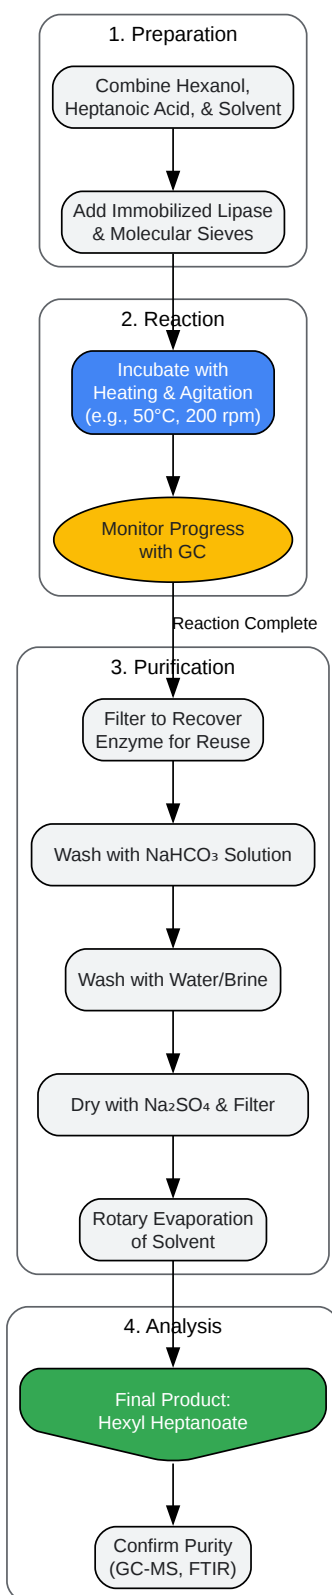 1. Preparation
Combine Hexanol,
Heptanoic Acid, & Solvent
Add Immobilized Lipase
& Molecular Sieves
2. Reaction
Incubate with
Heating & Agitation
(e.g., 50°C, 200 rpm)
Monitor Progress
with GC
Reaction Complete
3. Purification
Filter to Recover
Enzyme for Reuse
Wash with NaHCO₃ Solution
Wash with Water/Brine
Dry with Na₂SO₄ & Filter
Rotary Evaporation
of Solvent
4. Analysis
Final Product:
Hexyl Heptanoate
Confirm Purity
(GC-MS, FTIR)